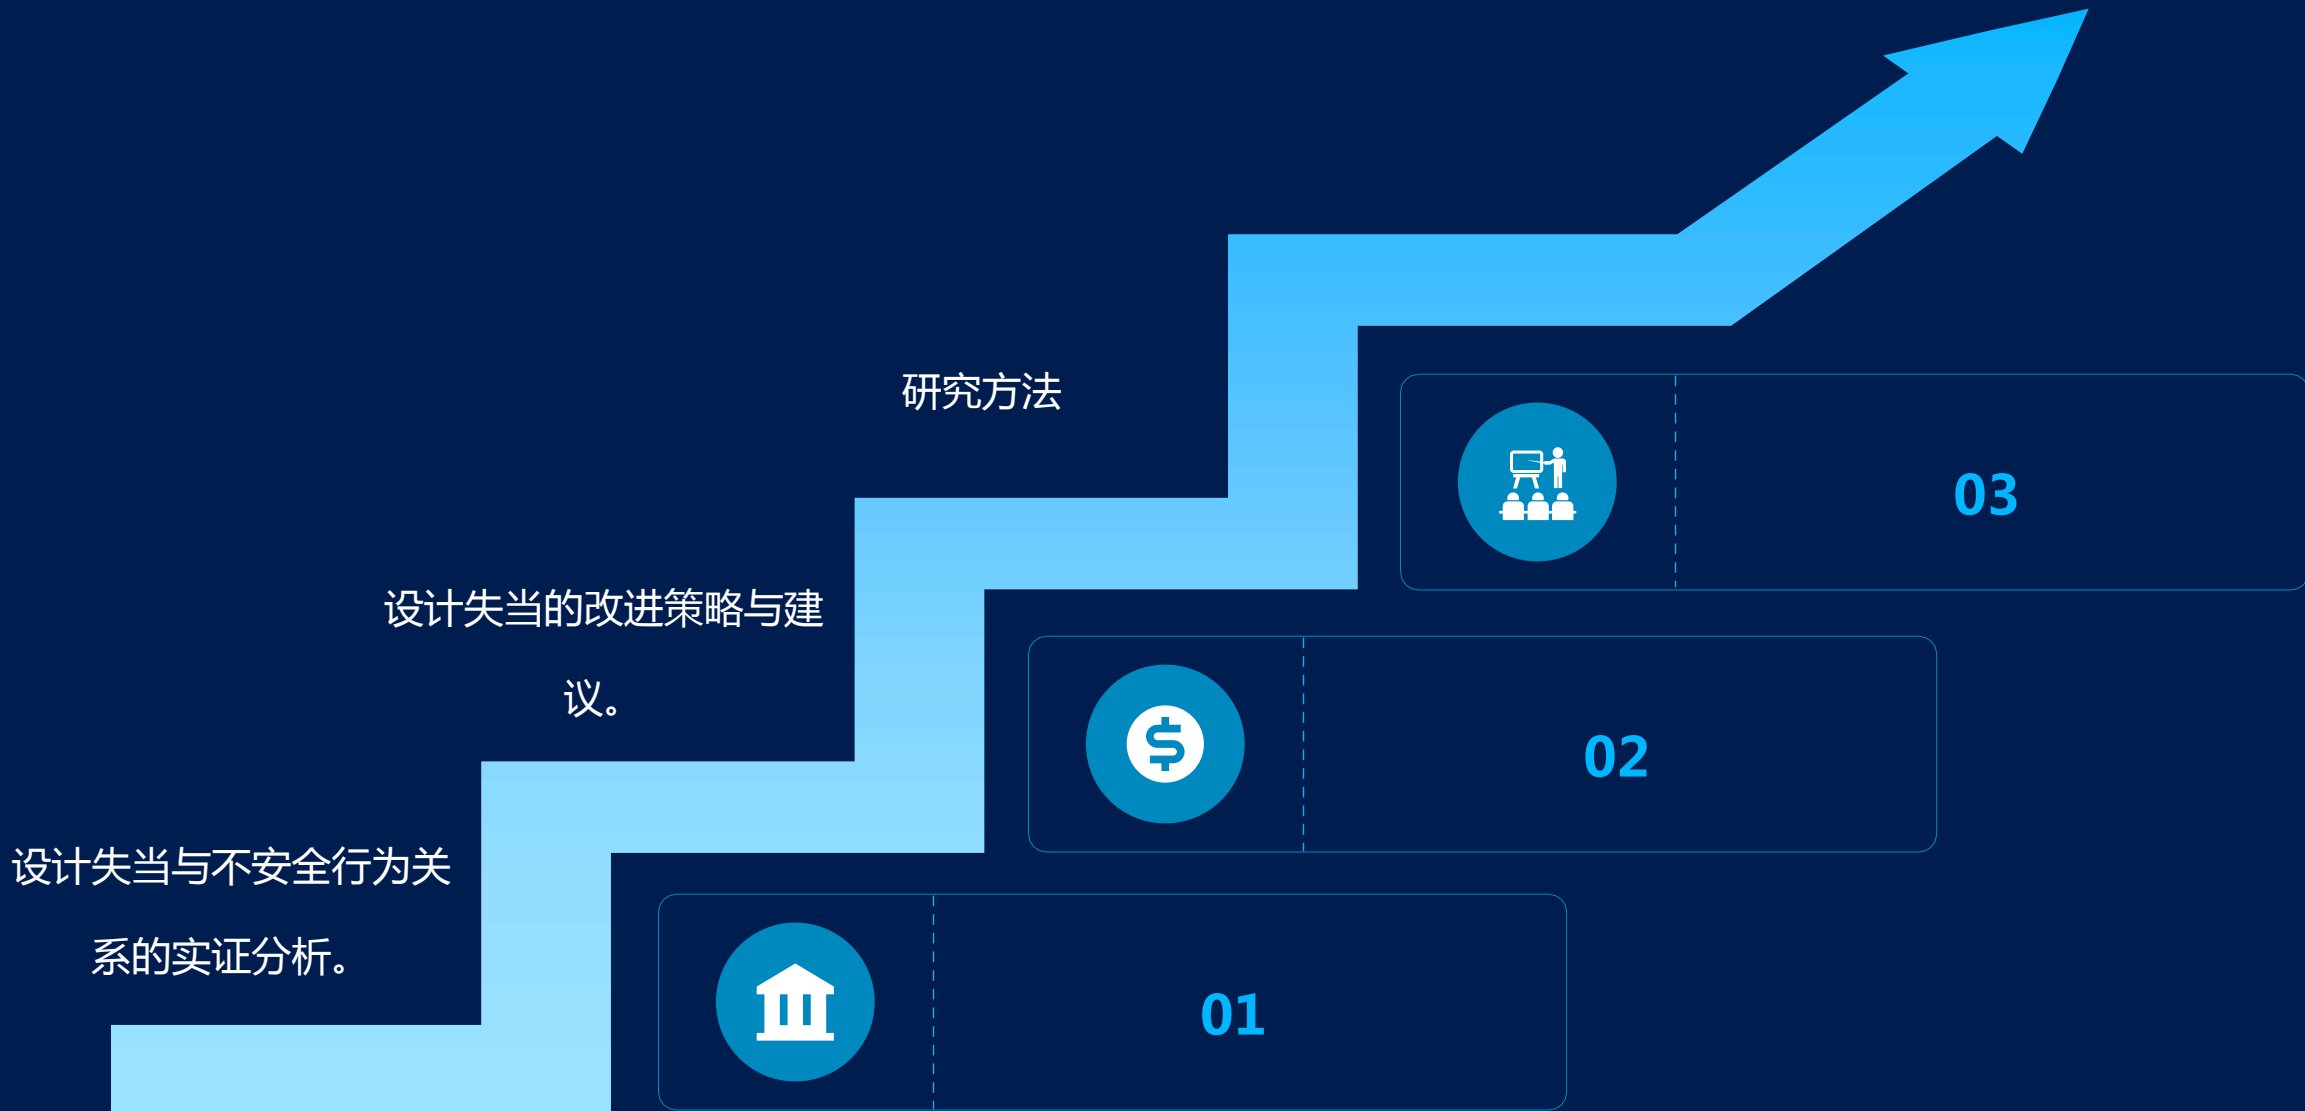 研究方法
03
设计失当的改进策略与建
议。
02
设计失当与不安全行为关
系的实证分析。
01